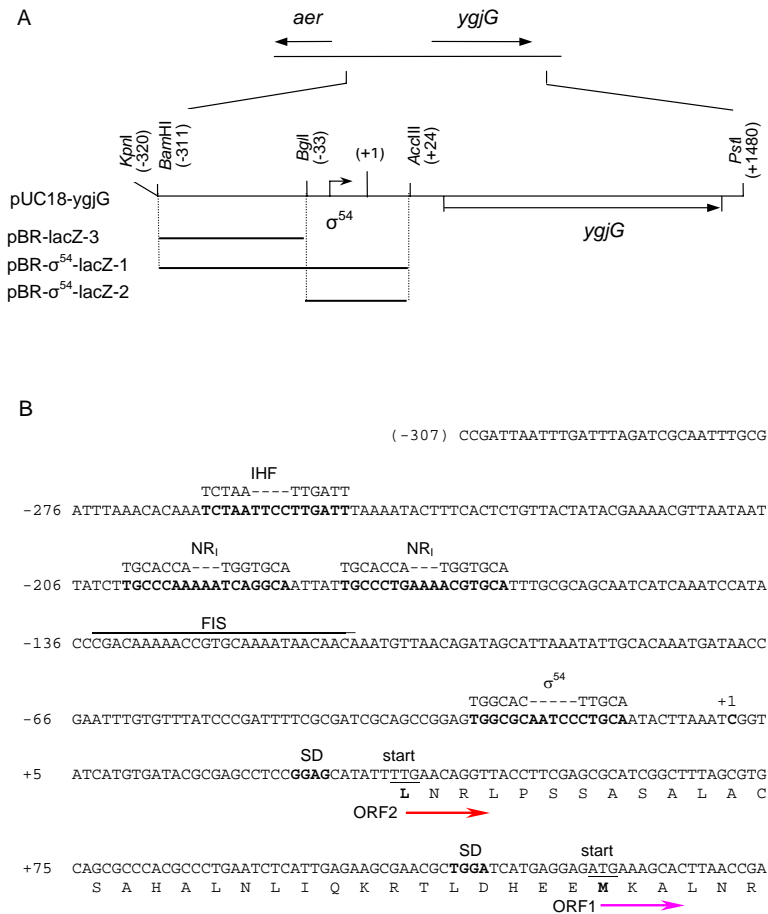 A
aer ygjG
KpnI (-320)
BamHI (-311)
BglI (-33)
(+1)
AccIII (+24)
PstI (+1480)
pUC18-ygjG
σ54
ygjG
pBR-lacZ-3
pBR-σ54-lacZ-1
pBR-σ54-lacZ-2
B
(-307) CCGATTAATTTGATTTAGATCGCAATTTGCG
IHF
TCTAA----TTGATT
-276 ATTTAAACACAAATCTAATTCCTTGATTTAAAATACTTTCACTCTGTTACTATACGAAAACGTTAATAAT
NRI NRI
TGCACCA---TGGTGCA TGCACCA---TGGTGCA
-206 TATCTTGCCCAAAAATCAGGCAATTATTGCCCTGAAAACGTGCATTTGCGCAGCAATCATCAAATCCATA
FIS
-136 CCCGACAAAAACCGTGCAAAATAACAACAAATGTTAACAGATAGCATTAAATATTGCACAAATGATAACC
σ54
TGGCAC-----TTGCA +1
-66 GAATTTGTGTTTATCCCGATTTTCGCGATCGCAGCCGGAGTGGCGCAATCCCTGCAATACTTAAATCGGT
SD start
+5 ATCATGTGATACGCGAGCCTCCGGAGCATATTTTGAACAGGTTACCTTCGAGCGCATCGGCTTTAGCGTG
L N R L P S S A S A L A C
ORF2
SD start
+75 CAGCGCCCACGCCCTGAATCTCATTGAGAAGCGAACGCTGGATCATGAGGAGATGAAAGCACTTAACCGA
S A H A L N L I Q K R T L D H E E M K A L N R
ORF1